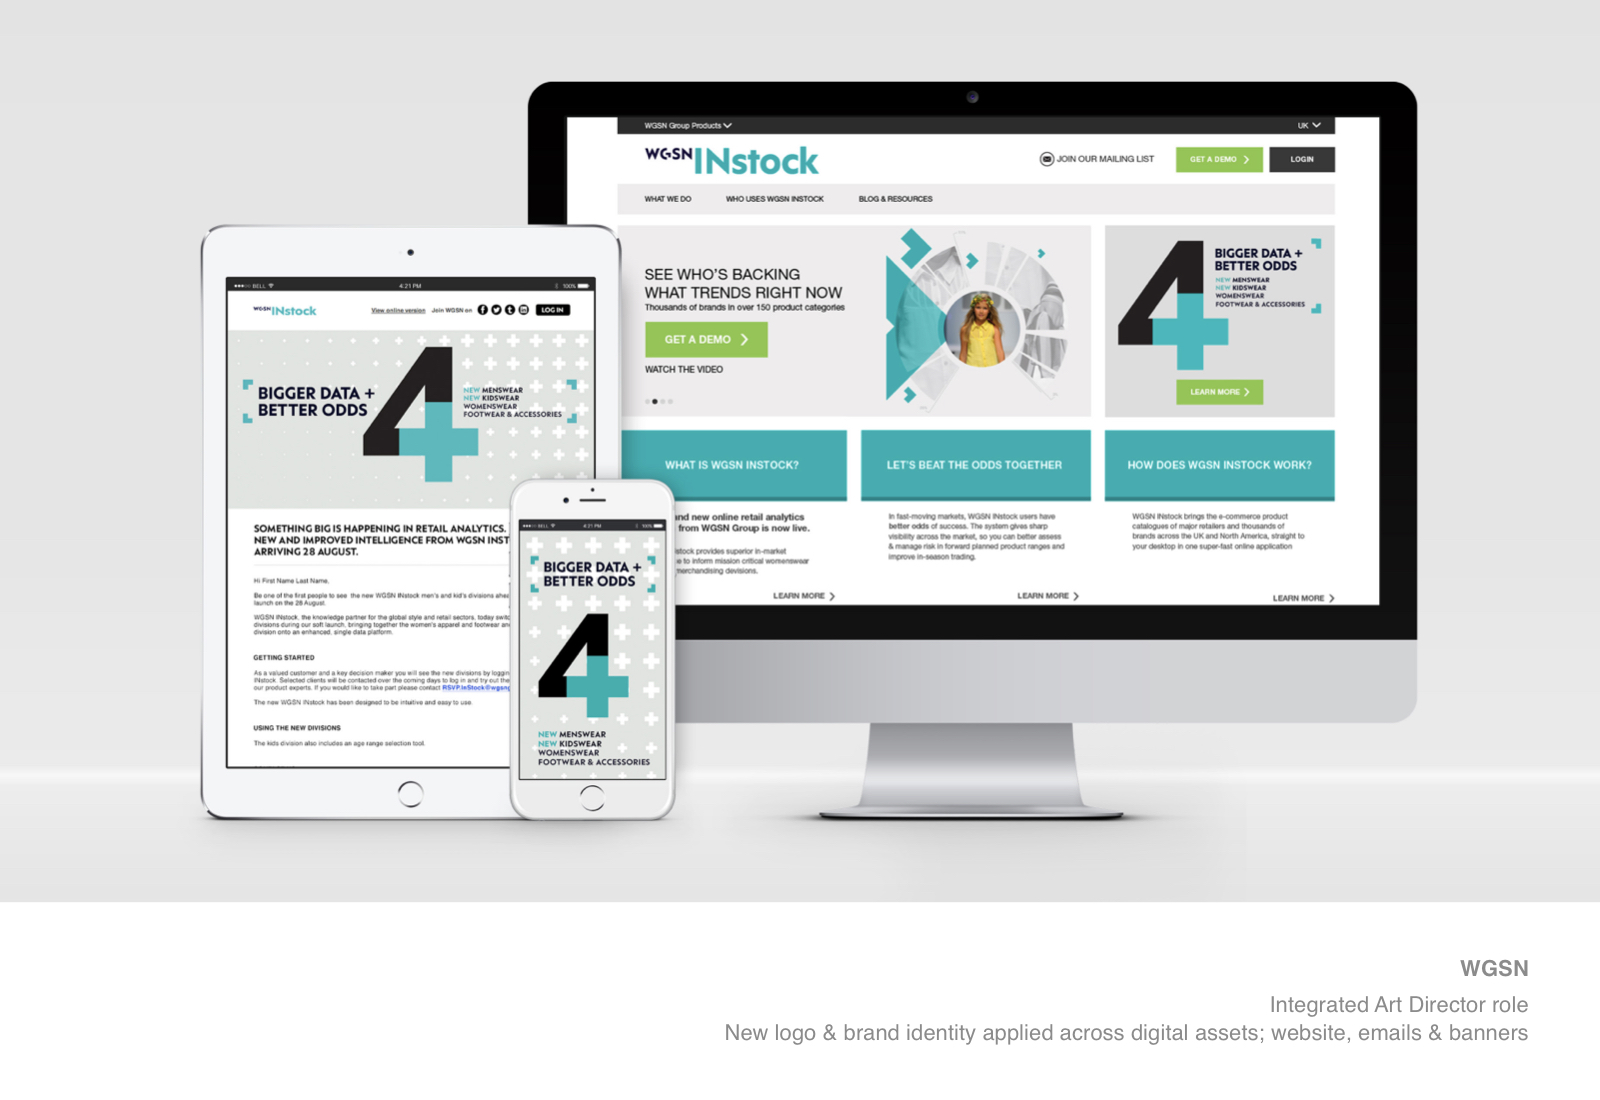 WGSN Group Products
UK
WGSN INstock
JOIN OUR MAILING LIST
GET A DEMO
LOGIN
WHAT WE DO
WHO USES WGSN INSTOCK
BLOG & RESOURCES
SEE WHO'S BACKING
WHAT TRENDS RIGHT NOW
Thousands of brands in over 150 product categories
GET A DEMO
WATCH THE VIDEO
4
BIGGER DATA +
BETTER ODDS
NEW MENSWEAR
NEW KIDSWEAR
WOMENSWEAR
FOOTWEAR & ACCESSORIES
LEARN MORE
WHAT IS WGSN INSTOCK?
nd new online retail analytics
from WGSN Group is now live.
stock provides superior in-market
e to inform mission critical womenswear
merchandising devisions.
LEARN MORE
LET'S BEAT THE ODDS TOGETHER
In fast-moving markets, WGSN INstock users have
better odds of success. The system gives sharp
visibility across the market, so you can better assess
& manage risk in forward planned product ranges and
improve in-season trading.
LEARN MORE
HOW DOES WGSN INSTOCK WORK?
WGSN INstock brings the e-commerce product
catalogues of major retailers and thousands of
brands across the UK and North America, straight to
your desktop in one super-fast online application
LEARN MORE
BELL
4:21 PM
100%
WGSN INstock
View online version
Join WGSN on
LOG IN
BIGGER DATA +
BETTER ODDS
4
NEW MENSWEAR
NEW KIDSWEAR
WOMENSWEAR
FOOTWEAR & ACCESSORIES
SOMETHING BIG IS HAPPENING IN RETAIL ANALYTICS.
NEW AND IMPROVED INTELLIGENCE FROM WGSN INST
ARRIVING 28 AUGUST.
Hi First Name Last Name,
Be one of the first people to see the new WGSN INstock men's and kid's divisions ahea
launch on the 28 August.
WGSN INstock, the knowledge partner for the global style and retail sectors, today switc
divisions during our soft launch, bringing together the women's apparel and footwear an
division onto an enhanced, single data platform.
GETTING STARTED
As a valued customer and a key decision maker you will see the new divisions by loggin
INstock. Selected clients will be contacted over the coming days to log in and try out the
our product experts. If you would like to take part please contact RSVP.InStock@wgsng
The new WGSN INstock has been designed to be intuitive and easy to use.
USING THE NEW DIVISIONS
The kids division also includes an age range selection tool.
BELL
4:21 PM
100%
BIGGER DATA +
BETTER ODDS
4
NEW MENSWEAR
NEW KIDSWEAR
WOMENSWEAR
FOOTWEAR & ACCESSORIES
WGSN
Integrated Art Director role
New logo & brand identity applied across digital assets; website, emails & banners